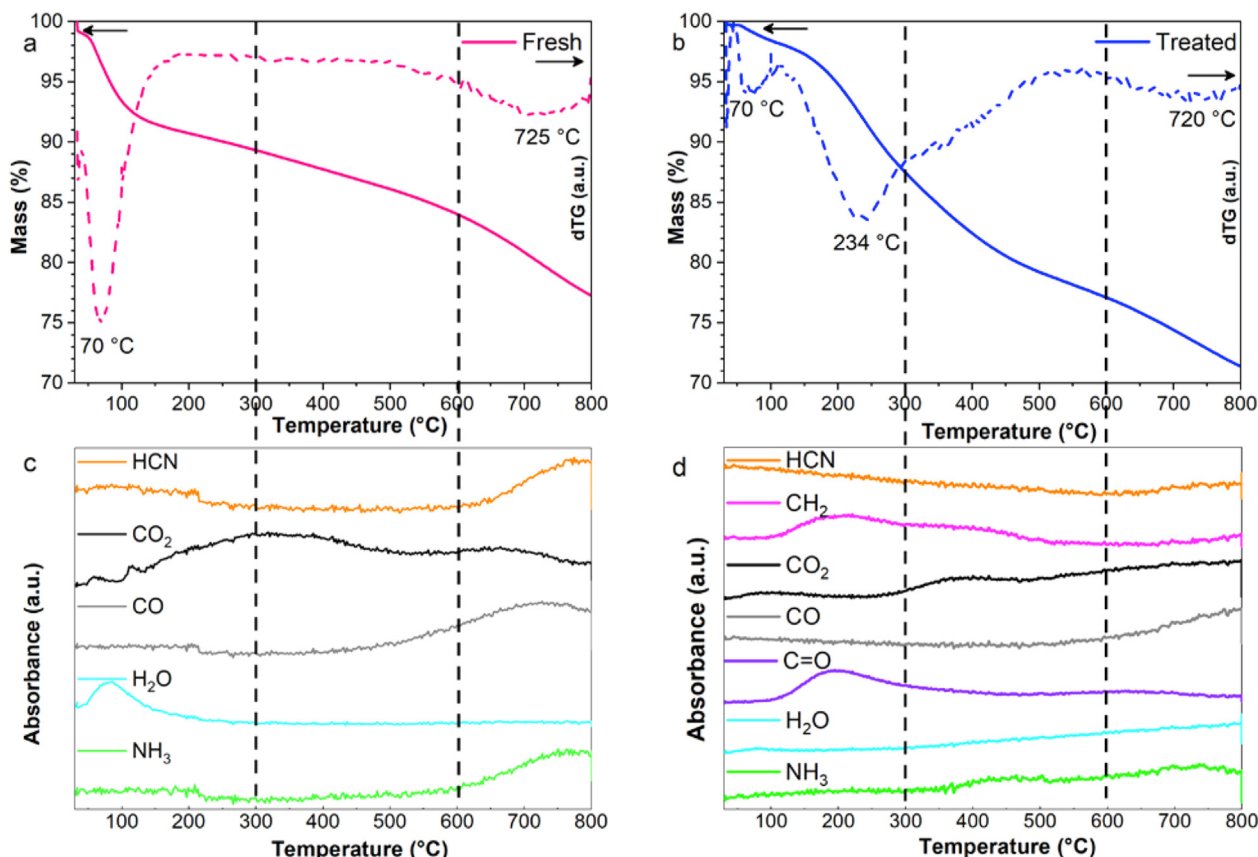 a
Fresh
100
95
90
85
80
75
70
Mass (%)
70 °C
725 °C
dTG (a.u.)
100 200 300 400 500 600 700 800
Temperature (°C)
b
Treated
100
95
90
85
80
75
70
Mass (%)
70 °C
234 °C
720 °C
dTG (a.u.)
100 200 300 400 500 600 700 800
Temperature (°C)
c
HCN
CO₂
CO
H₂O
NH₃
Absorbance (a.u.)
100 200 300 400 500 600 700 800
Temperature (°C)
d
HCN
CH₂
CO₂
CO
C=O
H₂O
NH₃
Absorbance (a.u.)
100 200 300 400 500 600 700 800
Temperature (°C)